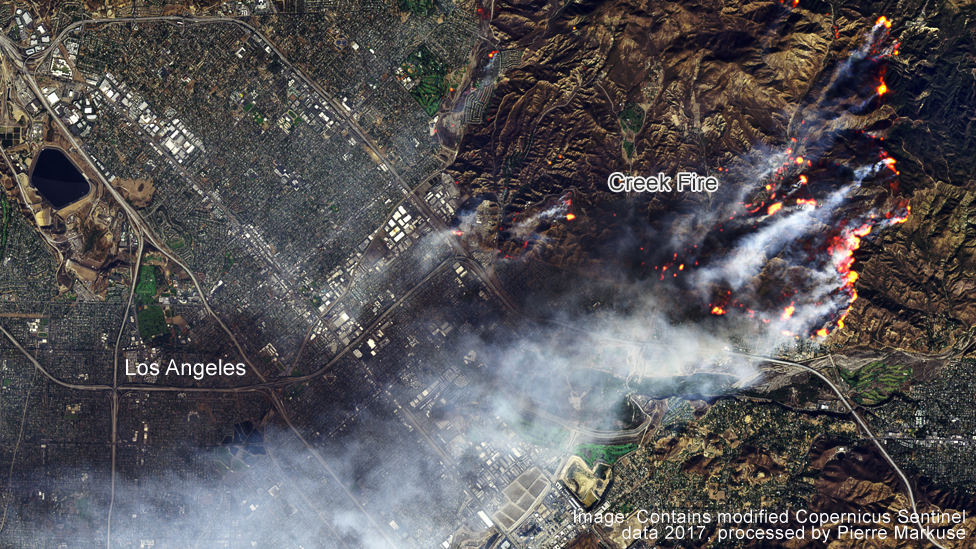 Creek Fire
Los Angeles
Image: Contains modified Copernicus Sentinel
data 2017, processed by Pierre Markuse